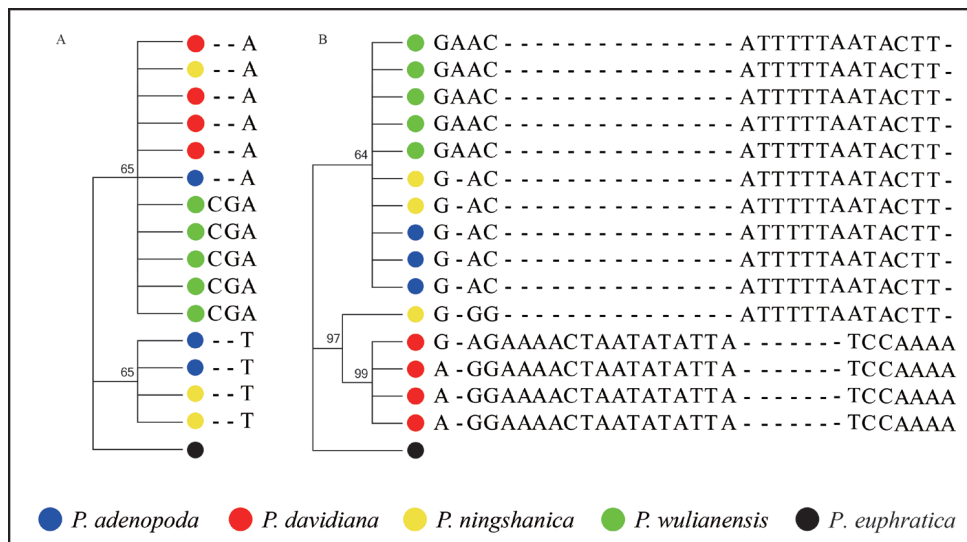 A B
- - A GAAC - - - - - - - - - - - - - - - - - - ATTTTTAATACTT -
- - A GAAC - - - - - - - - - - - - - - - - - - ATTTTTAATACTT -
- - A GAAC - - - - - - - - - - - - - - - - - - ATTTTTAATACTT -
- - A GAAC - - - - - - - - - - - - - - - - - - ATTTTTAATACTT -
- - A GAAC - - - - - - - - - - - - - - - - - - ATTTTTAATACTT -
65 - - A 64 G - AC - - - - - - - - - - - - - - - - - - ATTTTTAATACTT -
CGA G - AC - - - - - - - - - - - - - - - - - - ATTTTTAATACTT -
CGA G - AC - - - - - - - - - - - - - - - - - - ATTTTTAATACTT -
CGA G - AC - - - - - - - - - - - - - - - - - - ATTTTTAATACTT -
CGA G - AC - - - - - - - - - - - - - - - - - - ATTTTTAATACTT -
CGA G - GG - - - - - - - - - - - - - - - - - - ATTTTTAATACTT -
- - T 97 G - AGAAAACTAATATATTA - - - - - - - TCCAAAA
65 - - T 99 A - GGAAAACTAATATATTA - - - - - - - TCCAAAA
- - T A - GGAAAACTAATATATTA - - - - - - - TCCAAAA
- - T A - GGAAAACTAATATATTA - - - - - - - TCCAAAA
P. adenopoda P. davidiana P. ningshanica P. wulianensis P. euphratica